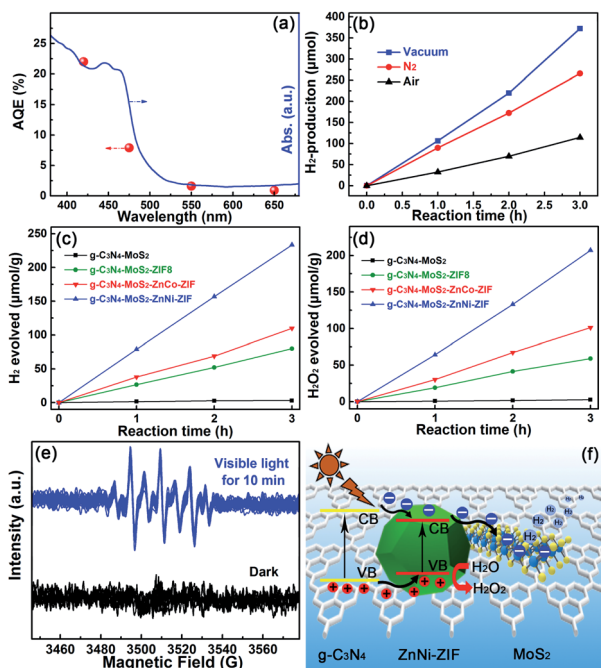 (a)
AQE (%)
25
20
15
10
5
0
Abs. (a.u.)
400 450 500 550 600 650
Wavelength (nm)
(b)
H2-produciton (μmol)
400
350
300
250
200
150
100
50
0
Vacuum
N2
Air
0.0 0.5 1.0 1.5 2.0 2.5 3.0
Reaction time (h)
(c)
H2 evolved (μmol/g)
250
200
150
100
50
0
g-C3N4-MoS2
g-C3N4-MoS2-ZIF8
g-C3N4-MoS2-ZnCo-ZIF
g-C3N4-MoS2-ZnNi-ZIF
0 1 2 3
Reaction time (h)
(d)
H2O2 evolved (μmol/g)
200
150
100
50
0
g-C3N4-MoS2
g-C3N4-MoS2-ZIF8
g-C3N4-MoS2-ZnCo-ZIF
g-C3N4-MoS2-ZnNi-ZIF
0 1 2 3
Reaction time (h)
(e)
Intensity (a.u.)
Visible light
for 10 min
Dark
3460 3480 3500 3520 3540 3560
Magnetic Field (G)
(f)
CB
CB
VB
VB
H2
H2
H2
H2
H2O
H2O2
g-C3N4 ZnNi-ZIF MoS2